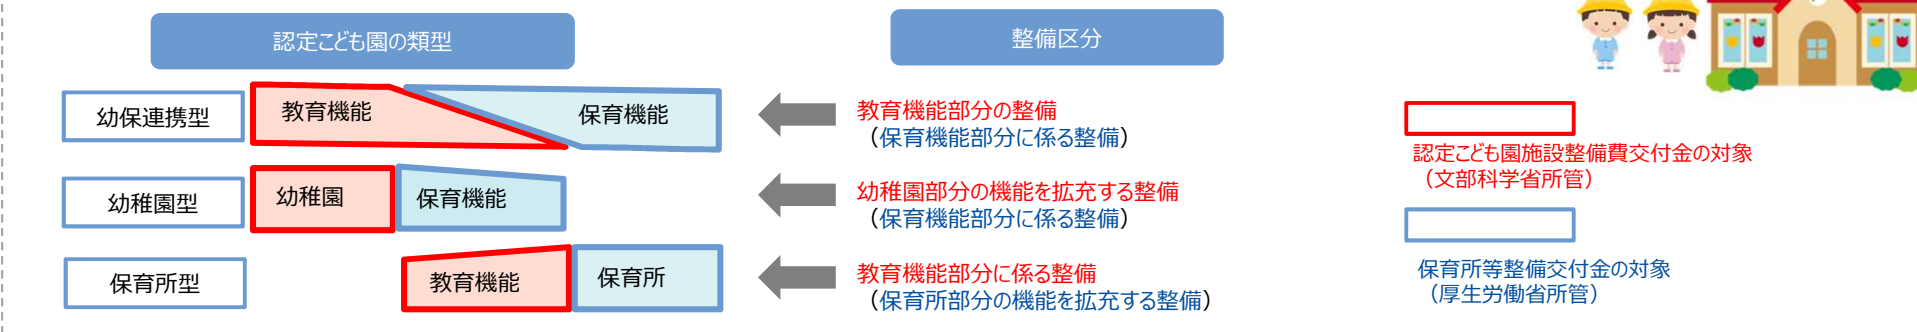 認定こども園の類型
整備区分
幼保連携型
教育機能
保育機能
教育機能部分の整備
（保育機能部分に係る整備）
幼稚園型
幼稚園
保育機能
幼稚園部分の機能を拡充する整備
（保育機能部分に係る整備）
保育所型
教育機能
保育所
教育機能部分に係る整備
（保育所部分の機能を拡充する整備）
認定こども園施設整備費交付金の対象
（文部科学省所管）
保育所等整備交付金の対象
（厚生労働省所管）